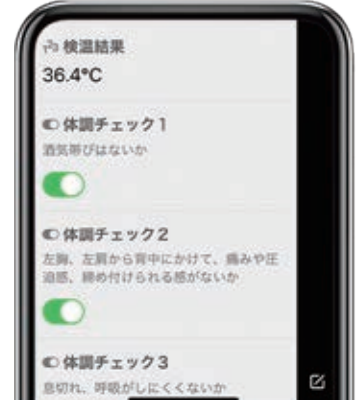 検温結果
36.4°C
体調チェック1
酒気帯びはないか
体調チェック2
左胸、左肩から背中にかけて、痛みや圧
迫感、締め付けられる感がないか
体調チェック3
息切れ、呼吸がしにくくないか